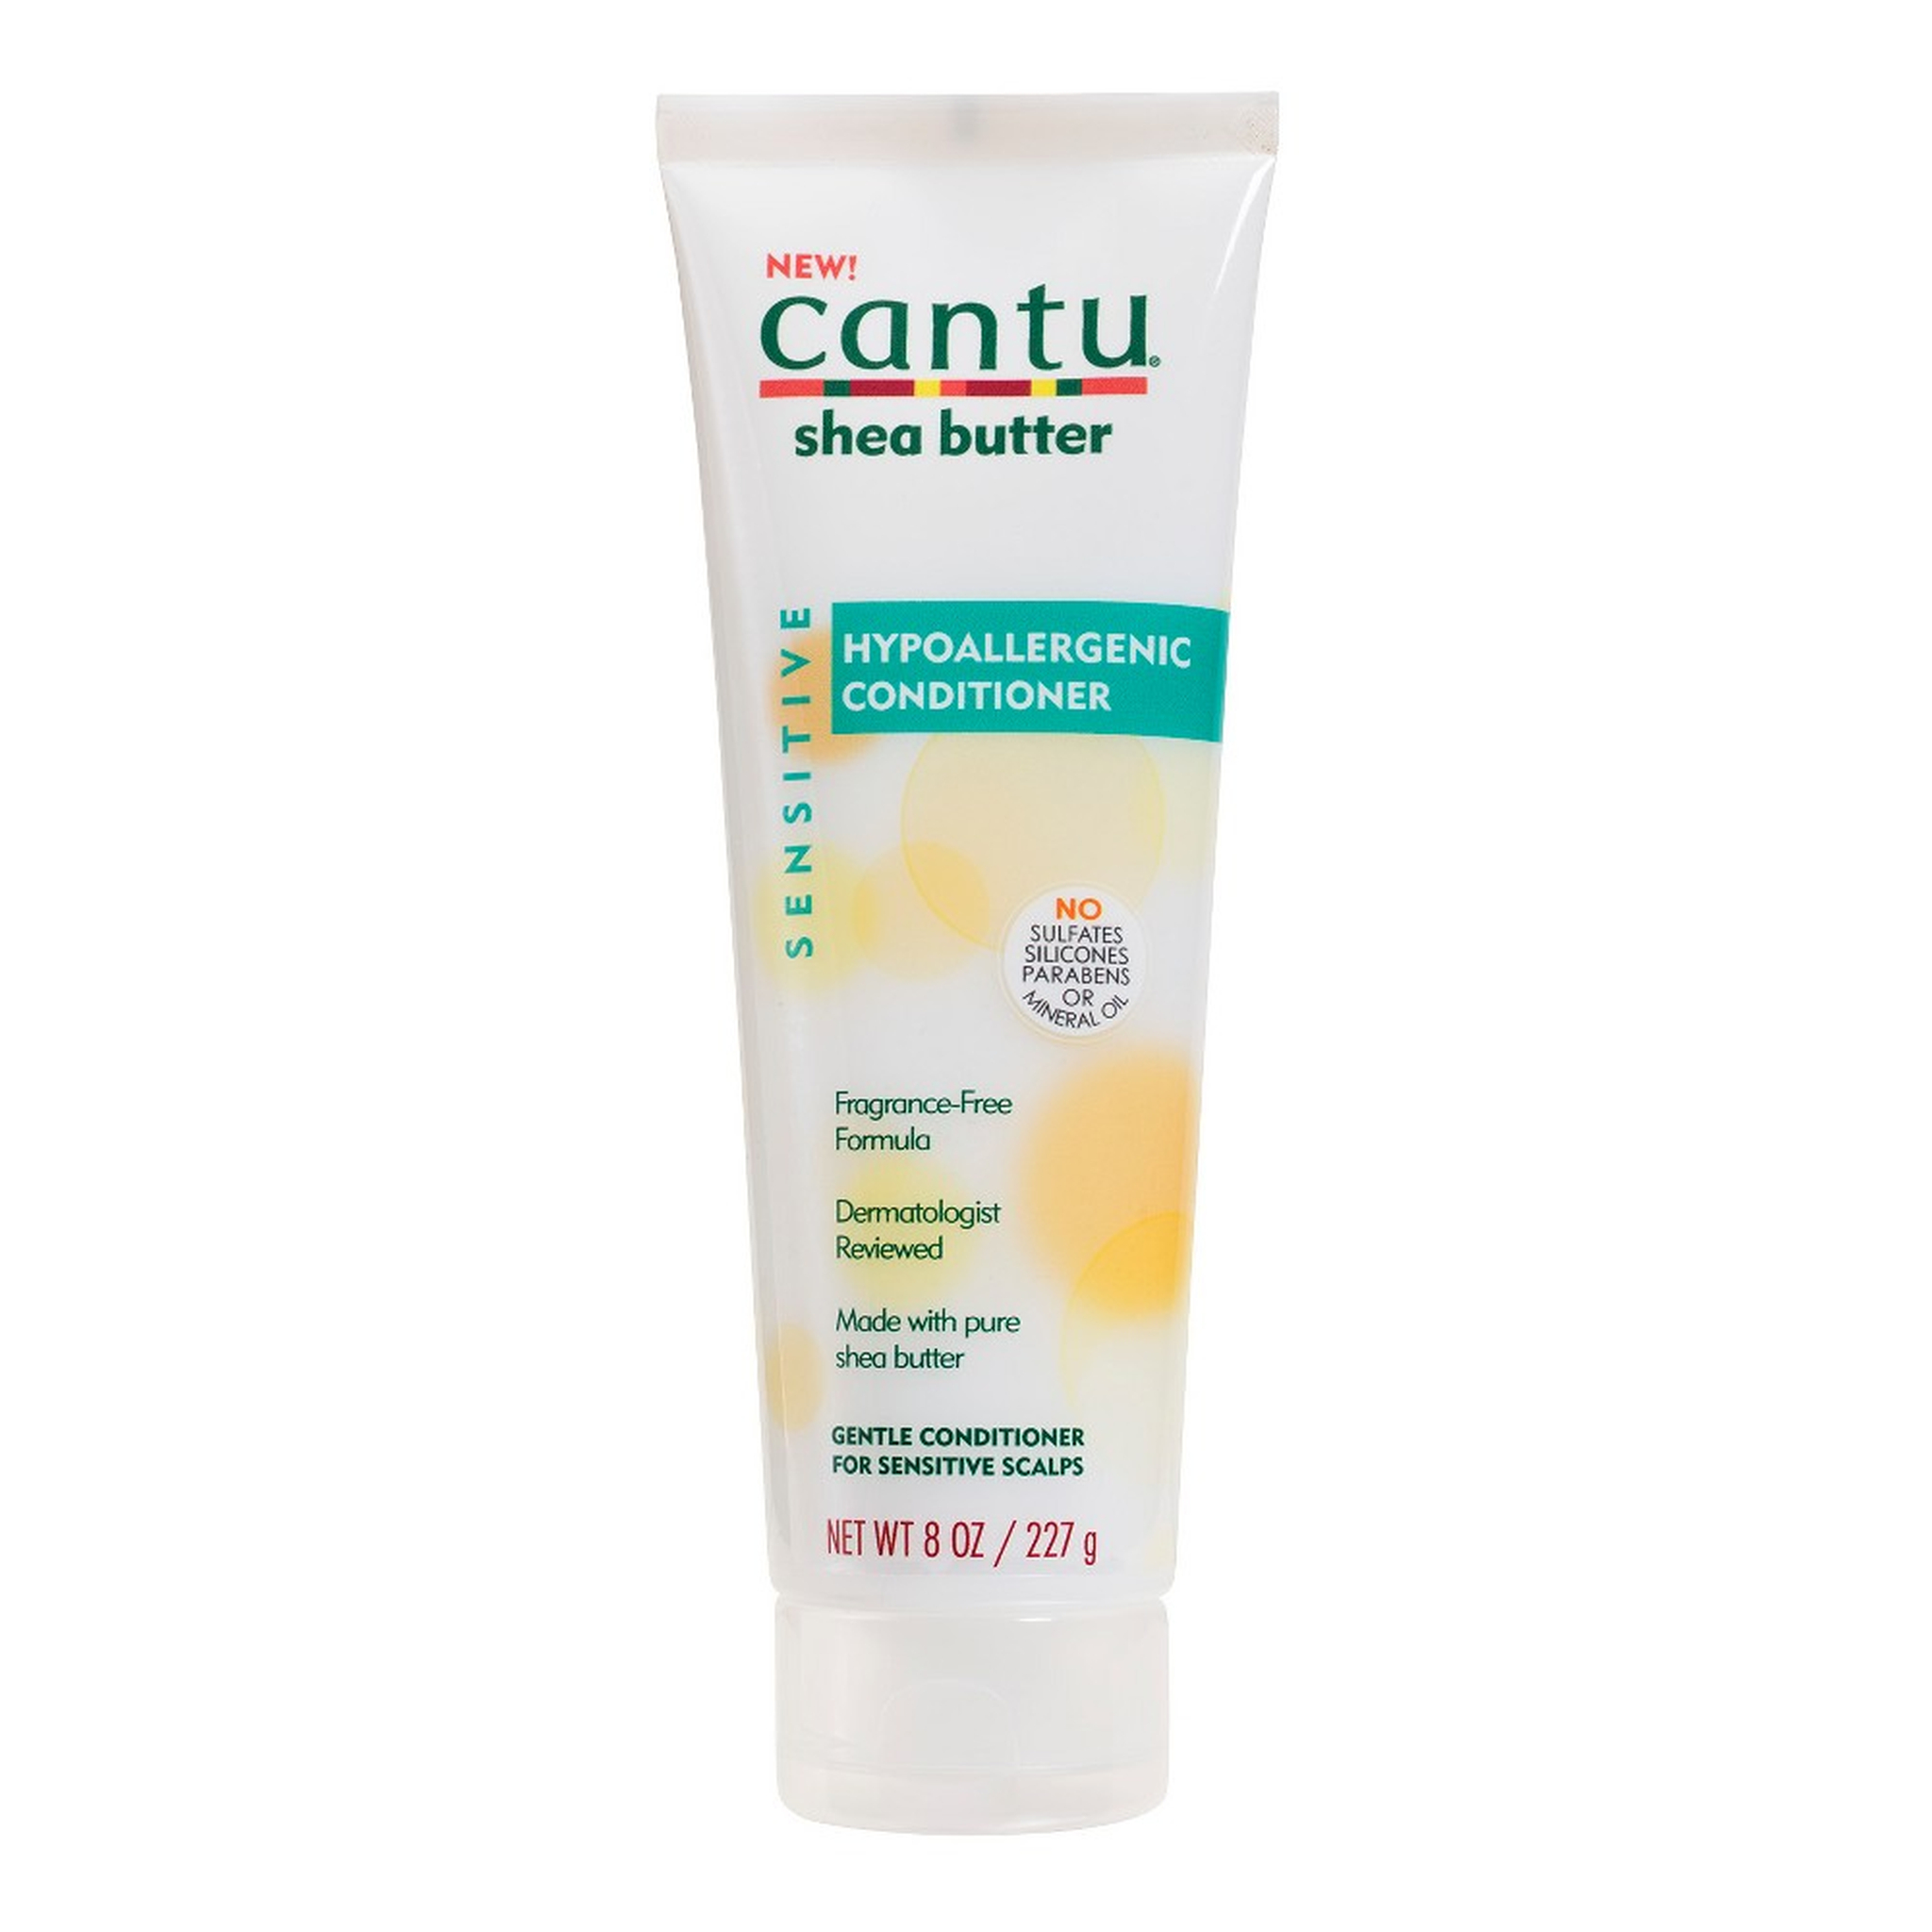 NEW!
cantu®
shea butter
SENSITIVE
HYPOALLERGENIC
CONDITIONER
NO
SULFATES
SILICONES
PARABENS
OR
MINERAL OIL
Fragrance-Free
Formula
Dermatologist
Reviewed
Made with pure
shea butter
GENTLE CONDITIONER
FOR SENSITIVE SCALPS
NET WT 8 OZ / 227 g